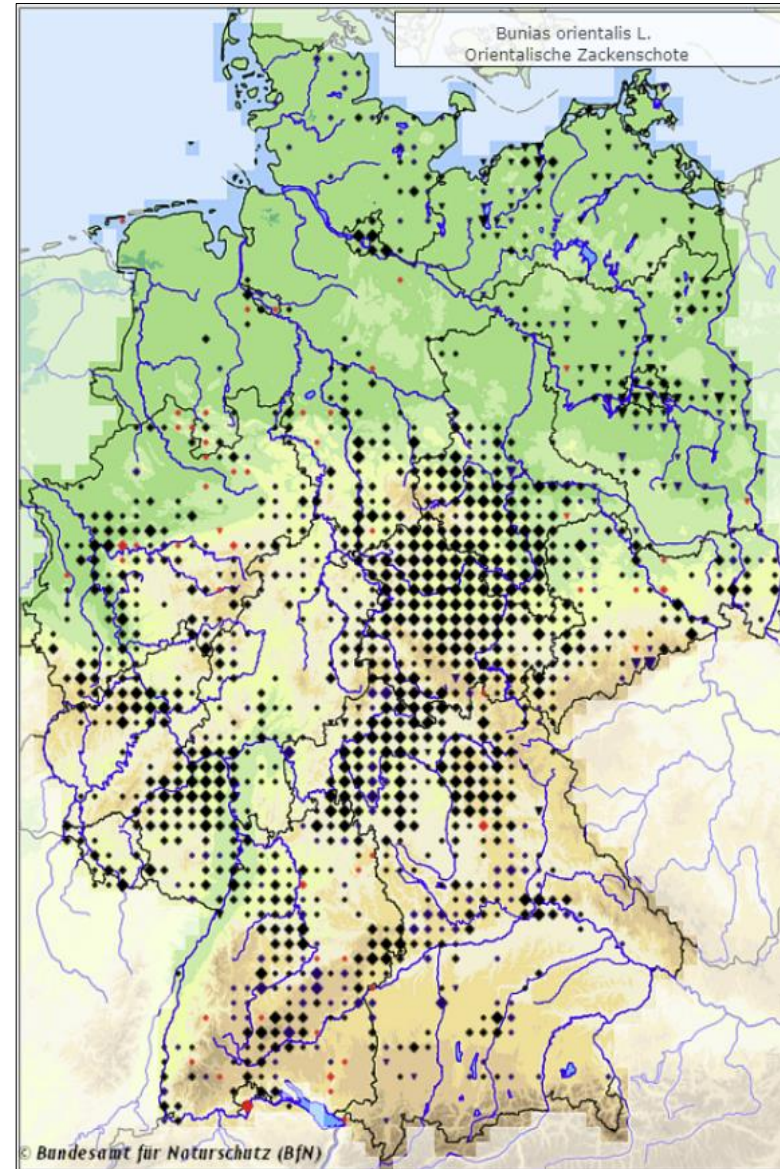 Bunias orientalis L.
Orientalische Zackenschote
© Bundesamt für Naturschutz (BfN)